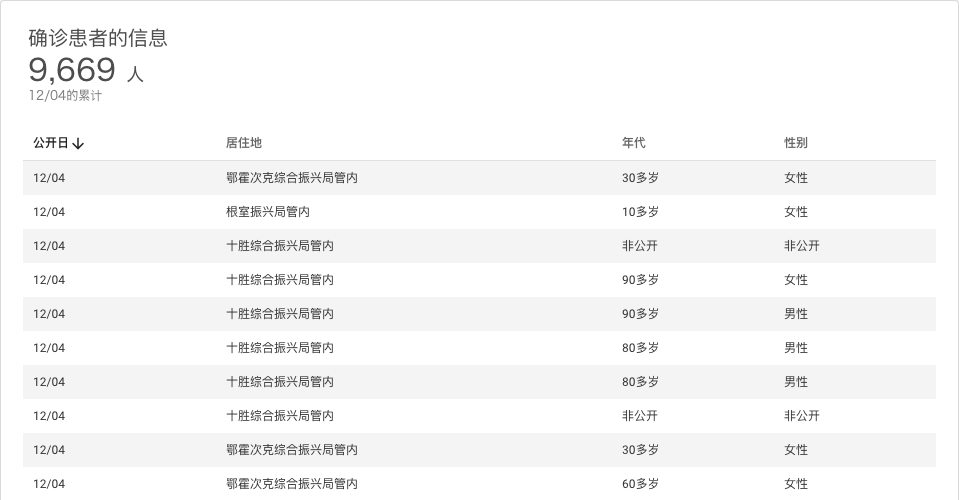 确诊患者的信息
9,669 人
12/04的累计
公开日↓ 居住地 年代 性别
12/04 鄂霍次克综合振兴局管内 30多岁 女性
12/04 根室振兴局管内 10多岁 女性
12/04 十胜综合振兴局管内 非公开 非公开
12/04 十胜综合振兴局管内 90多岁 女性
12/04 十胜综合振兴局管内 90多岁 男性
12/04 十胜综合振兴局管内 80多岁 男性
12/04 十胜综合振兴局管内 80多岁 男性
12/04 十胜综合振兴局管内 非公开 非公开
12/04 鄂霍次克综合振兴局管内 30多岁 女性
12/04 鄂霍次克综合振兴局管内 60多岁 女性